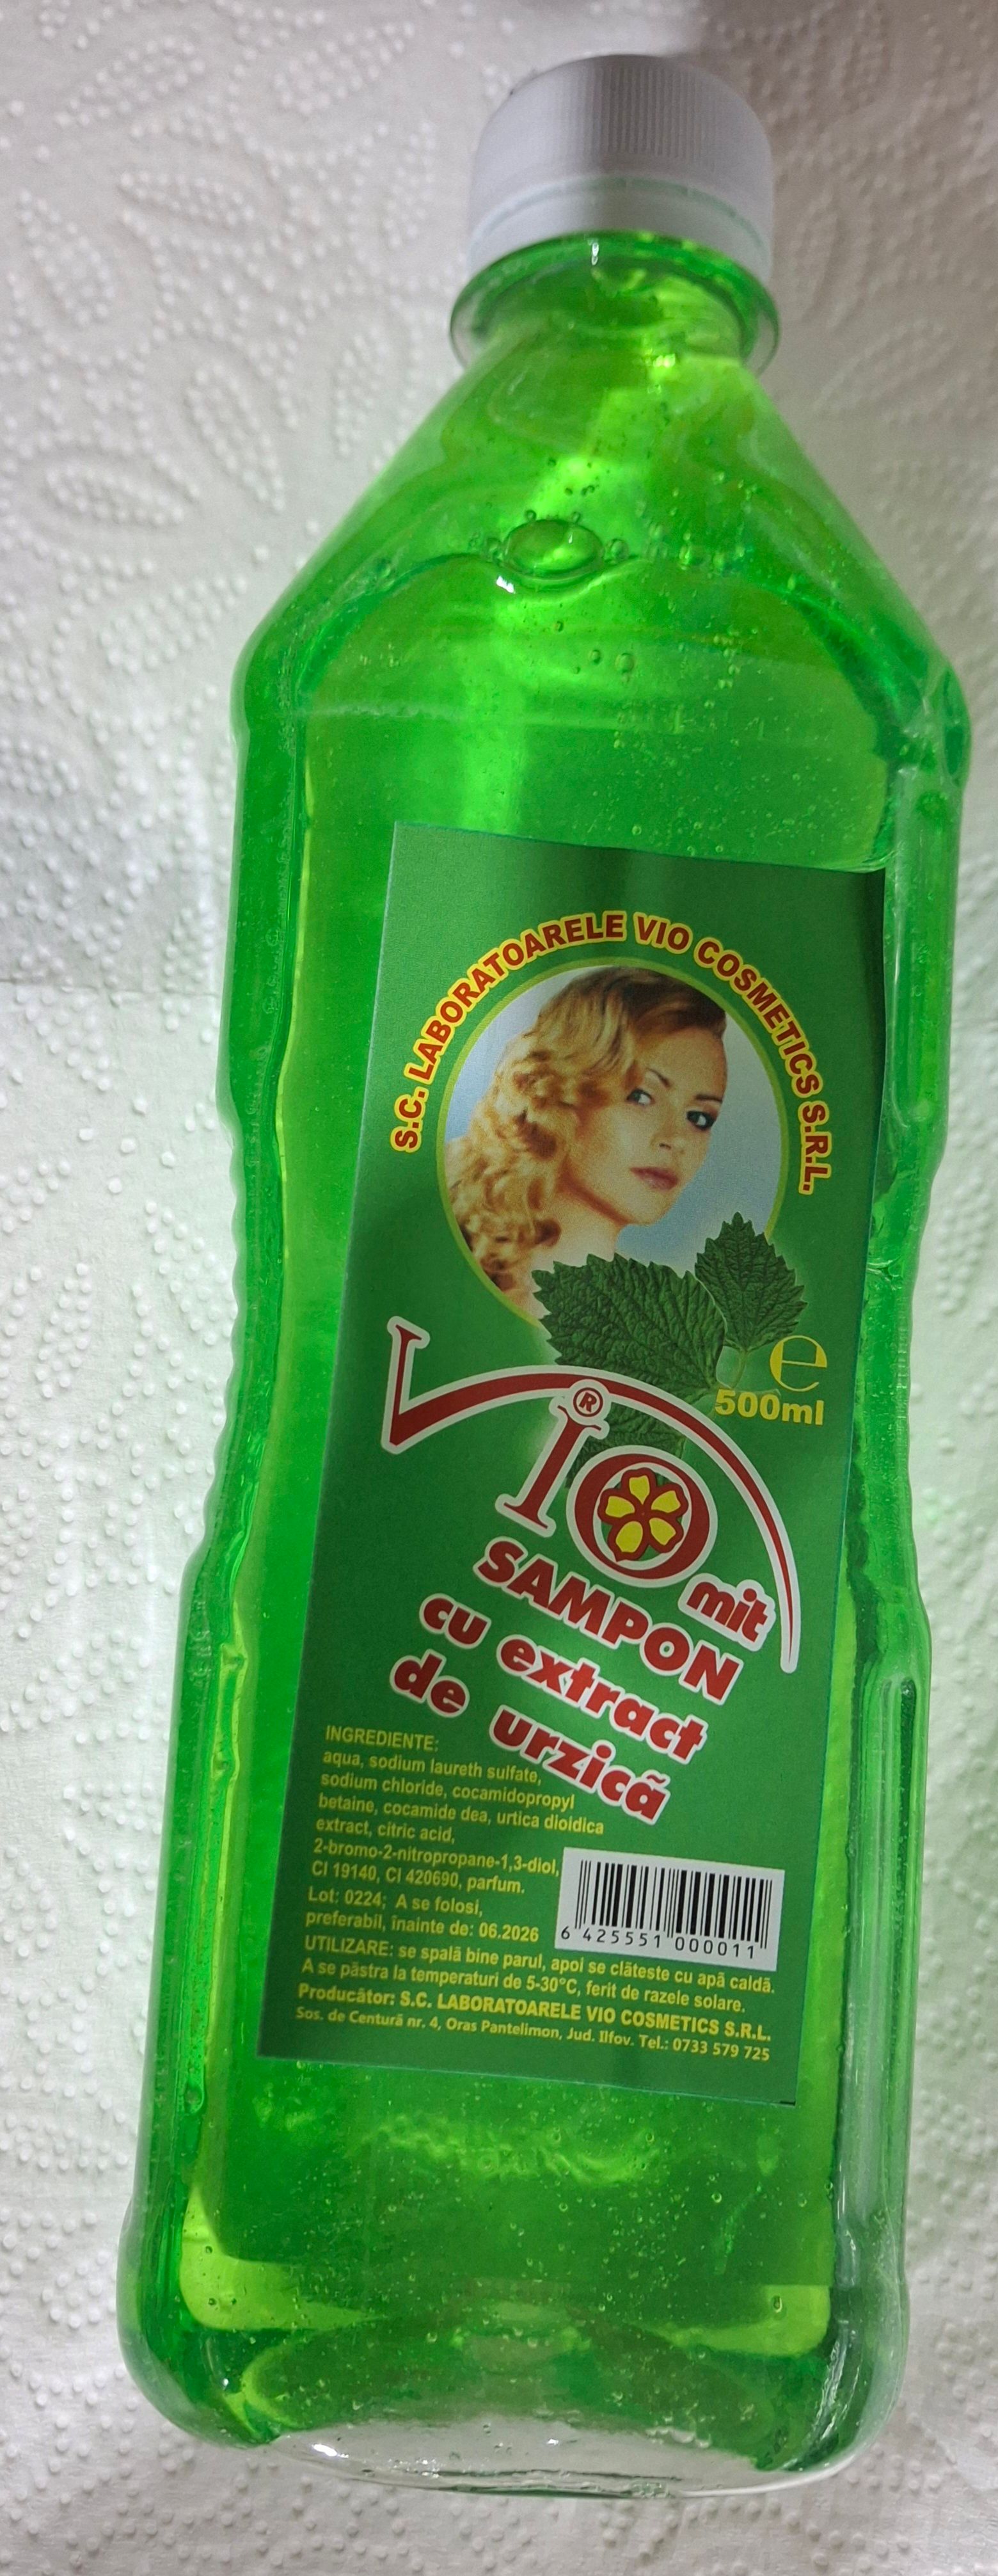 S.C. LABORATOARELE VIO COSMETICS S.R.L.
e
500ml
VIO®
mit
SAMPON
cu extract
de urzică
INGREDIENTE:
aqua, sodium laureth sulfate,
sodium chloride, cocamidopropyl
betaine, cocamide dea, urtica dioidica
extract, citric acid,
2-bromo-2-nitropropane-1,3-diol,
CI 19140, CI 420690, parfum.
Lot: 0224; A se folosi,
preferabil, înainte de: 06.2026
6 425551 000011
UTILIZARE: se spală bine parul, apoi se clăteste cu apă caldă.
A se păstra la temperaturi de 5-30°C, ferit de razele solare.
Producător: S.C. LABORATOARELE VIO COSMETICS S.R.L.
Sos. de Centură nr. 4, Oras Pantelimon, Jud. Ilfov. Tel.: 0733 579 725